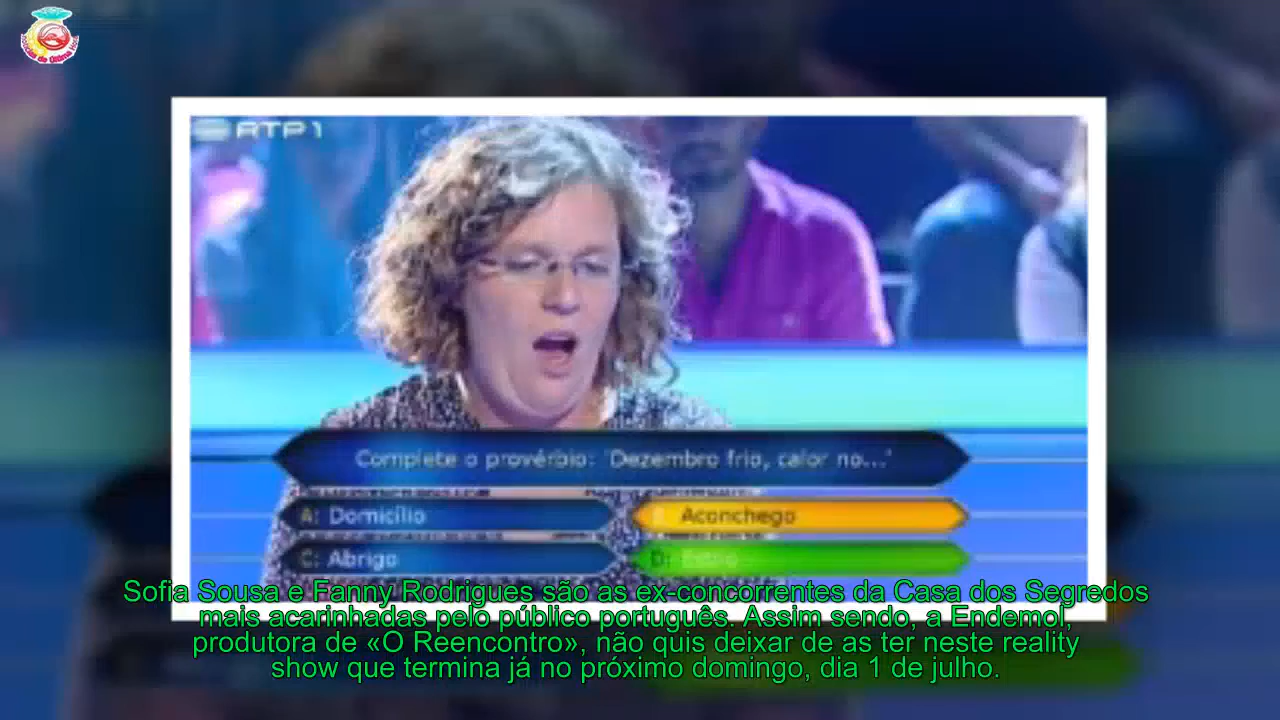 RTP 1
Complete o provérbio: 'Dezembro frio, calor no...'
A: Domicílio
Aconchego
C: Abrigo
D: Estio
Sofia Sousa e Fanny Rodrigues são as ex-concorrentes da Casa dos Segredos
mais acarinhadas pelo público português. Assim sendo, a Endemol,
produtora de «O Reencontro», não quis deixar de as ter neste reality
show que termina já no próximo domingo, dia 1 de julho.